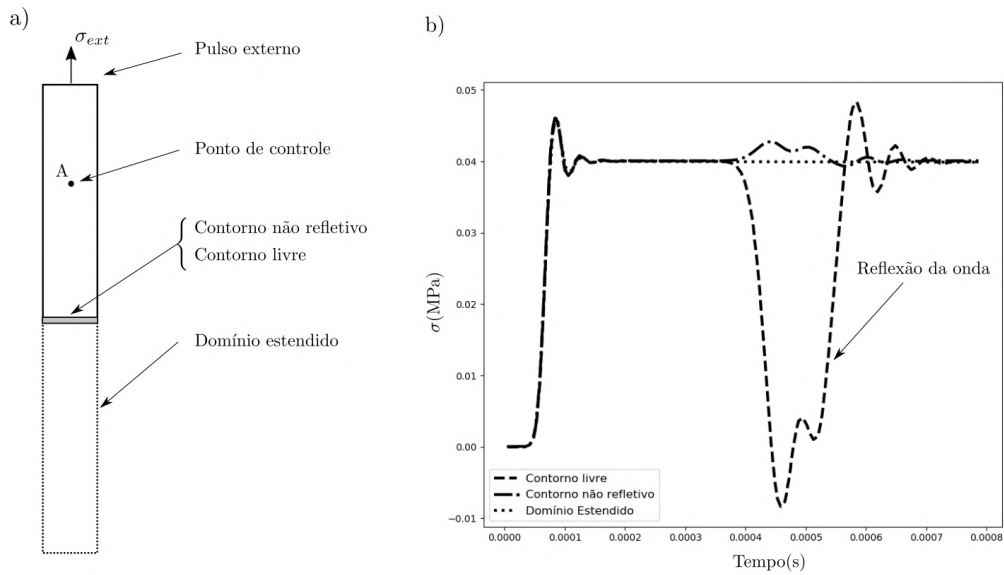 a)
σext
Pulso externo
Ponto de controle
A
Contorno não refletivo
Contorno livre
Domínio estendido
b)
0.05
0.04
0.03
0.02
0.01
0.00
−0.01
σ(MPa)
Reflexão da onda
Contorno livre
Contorno não refletivo
Domínio Estendido
0.0000 0.0001 0.0002 0.0003 0.0004 0.0005 0.0006 0.0007 0.0008
Tempo(s)